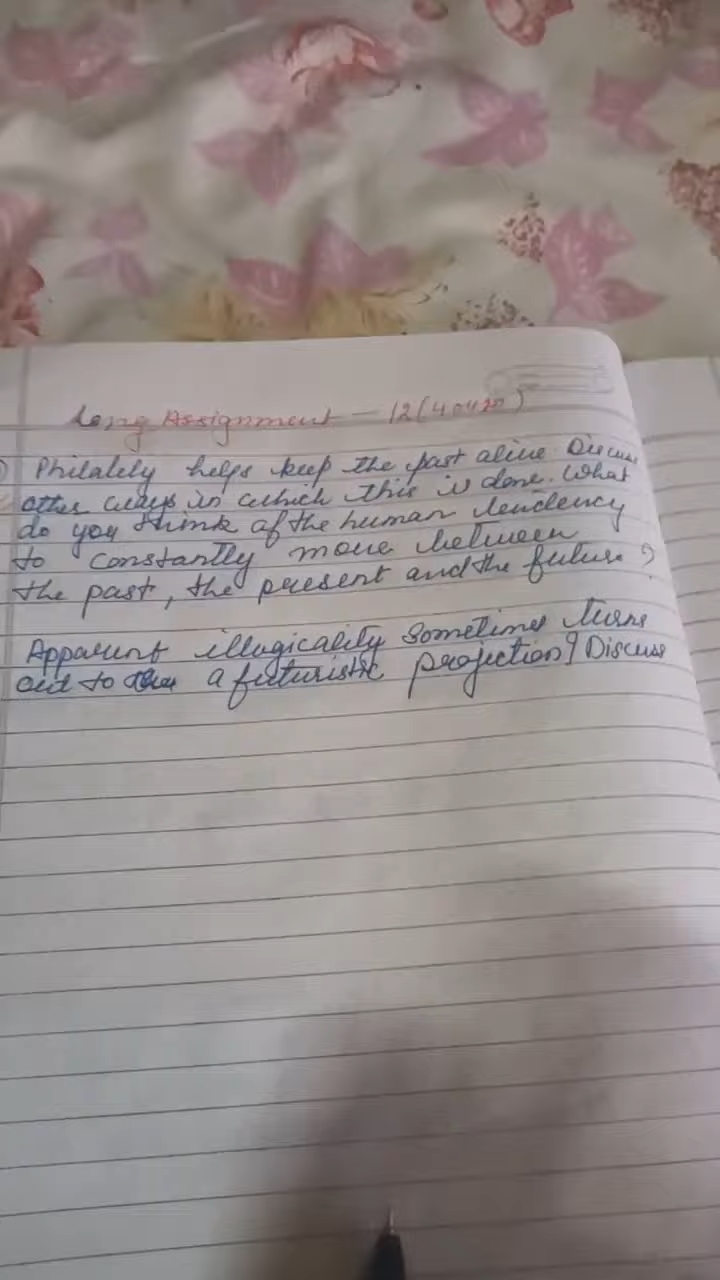 Long Assignment — 12(
Philately helps keep the past alive. Discuss
other ways in which this is done. What
do you think of the human tendency
to constantly move between
the past, the present and the future?
Apparent illogicality sometimes turns
out to a futuristic projection? Discuss